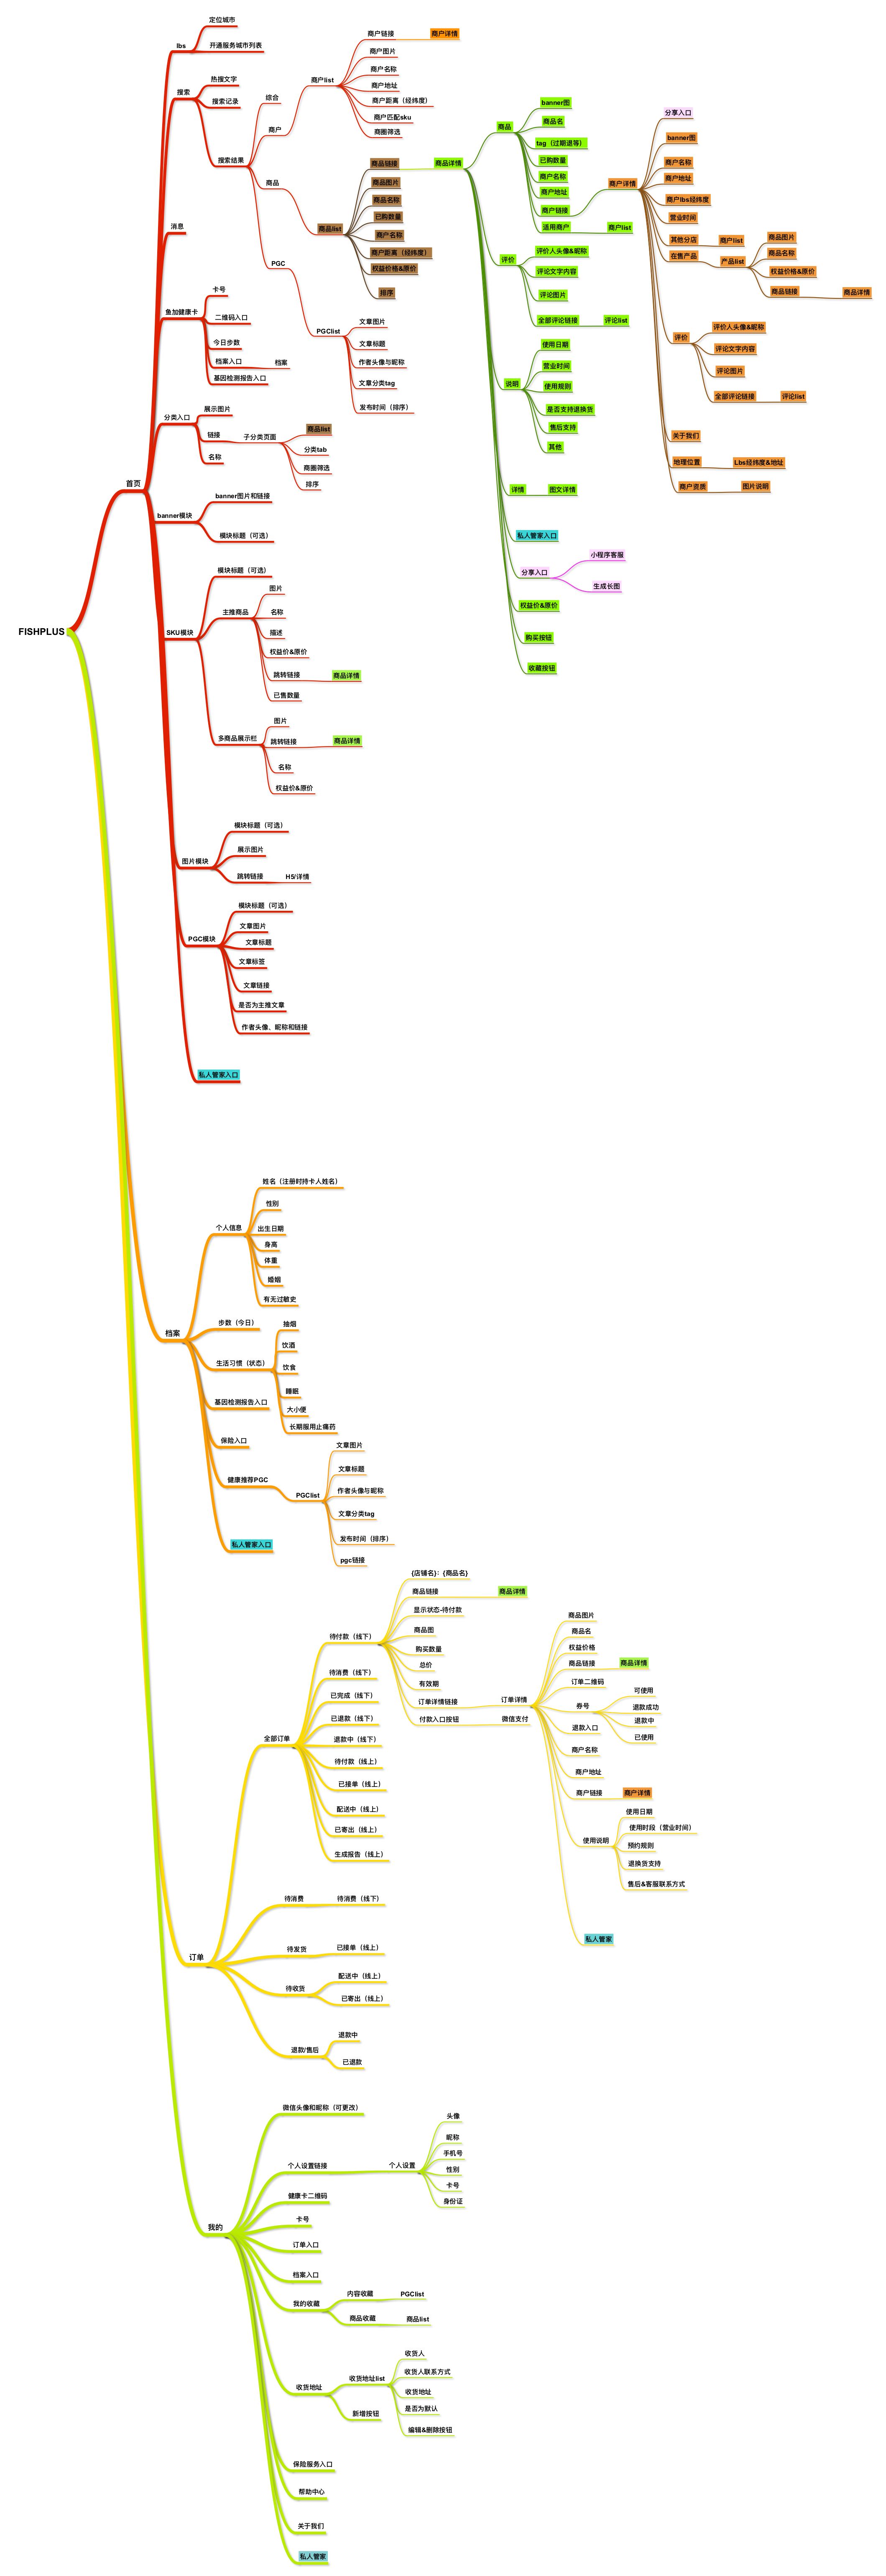 FISHPLUS
首页
lbs
定位城市
开通服务城市列表
搜索
热搜文字
搜索记录
搜索结果
综合
商户
商户list
商户链接
商户详情
商户图片
商户名称
商户地址
商户距离（经纬度）
商户匹配sku
商圈筛选
商品
商品list
商品链接
商品详情
商品图片
商品名称
已购数量
商户名称
商户距离（经纬度）
权益价格&原价
排序
商品
banner图
商品名
tag（过期退等）
已购数量
商户名称
商户地址
商户链接
商户详情
分享入口
banner图
商户名称
商户地址
商户lbs经纬度
营业时间
其他分店
商户list
在售产品
产品list
商品图片
商品名称
权益价格&原价
商品链接
商品详情
评价
评价人头像&昵称
评论文字内容
评论图片
全部评论链接
评论list
关于我们
地理位置
Lbs经纬度&地址
商户资质
图片说明
适用商户
商户list
评价
评价人头像&昵称
评论文字内容
评论图片
全部评论链接
评论list
说明
使用日期
营业时间
使用规则
是否支持退换货
售后支持
其他
详情
图文详情
私人管家入口
分享入口
小程序客服
生成长图
权益价&原价
购买按钮
收藏按钮
PGC
PGClist
文章图片
文章标题
作者头像与昵称
文章分类tag
发布时间（排序）
消息
鱼加健康卡
卡号
二维码入口
今日步数
档案入口
档案
基因检测报告入口
分类入口
展示图片
链接
子分类页面
商品list
分类tab
商圈筛选
排序
名称
banner模块
banner图片和链接
模块标题（可选）
SKU模块
模块标题（可选）
主推商品
图片
名称
描述
权益价&原价
跳转链接
商品详情
已售数量
多商品展示栏
图片
跳转链接
商品详情
名称
权益价&原价
图片模块
模块标题（可选）
展示图片
跳转链接
H5/详情
PGC模块
模块标题（可选）
文章图片
文章标题
文章标签
文章链接
是否为主推文章
作者头像、昵称和链接
私人管家入口
档案
个人信息
姓名（注册时持卡人姓名）
性别
出生日期
身高
体重
婚姻
有无过敏史
步数（今日）
生活习惯（状态）
抽烟
饮酒
饮食
睡眠
大小便
长期服用止痛药
基因检测报告入口
保险入口
健康推荐PGC
PGClist
文章图片
文章标题
作者头像与昵称
文章分类tag
发布时间（排序）
pgc链接
私人管家入口
订单
全部订单
待付款（线下）
{店铺名}：{商品名}
商品链接
商品详情
显示状态-待付款
商品图
购买数量
总价
有效期
订单详情链接
订单详情
商品图片
商品名
权益价格
商品链接
商品详情
订单二维码
券号
可使用
退款成功
退款中
已使用
退款入口
商户名称
商户地址
商户链接
商户详情
使用说明
使用日期
使用时段（营业时间）
预约规则
退换货支持
售后&客服联系方式
私人管家
付款入口按钮
微信支付
待消费（线下）
已完成（线下）
已退款（线下）
退款中（线下）
待付款（线上）
已接单（线上）
配送中（线上）
已寄出（线上）
生成报告（线上）
待消费
待消费（线下）
待发货
已接单（线上）
待收货
配送中（线上）
已寄出（线上）
退款/售后
退款中
已退款
我的
微信头像和昵称（可更改）
个人设置链接
个人设置
头像
昵称
手机号
性别
卡号
身份证
健康卡二维码
卡号
订单入口
档案入口
我的收藏
内容收藏
PGClist
商品收藏
商品list
收货地址
收货地址list
收货人
收货人联系方式
收货地址
是否为默认
编辑&删除按钮
新增按钮
保险服务入口
帮助中心
关于我们
私人管家